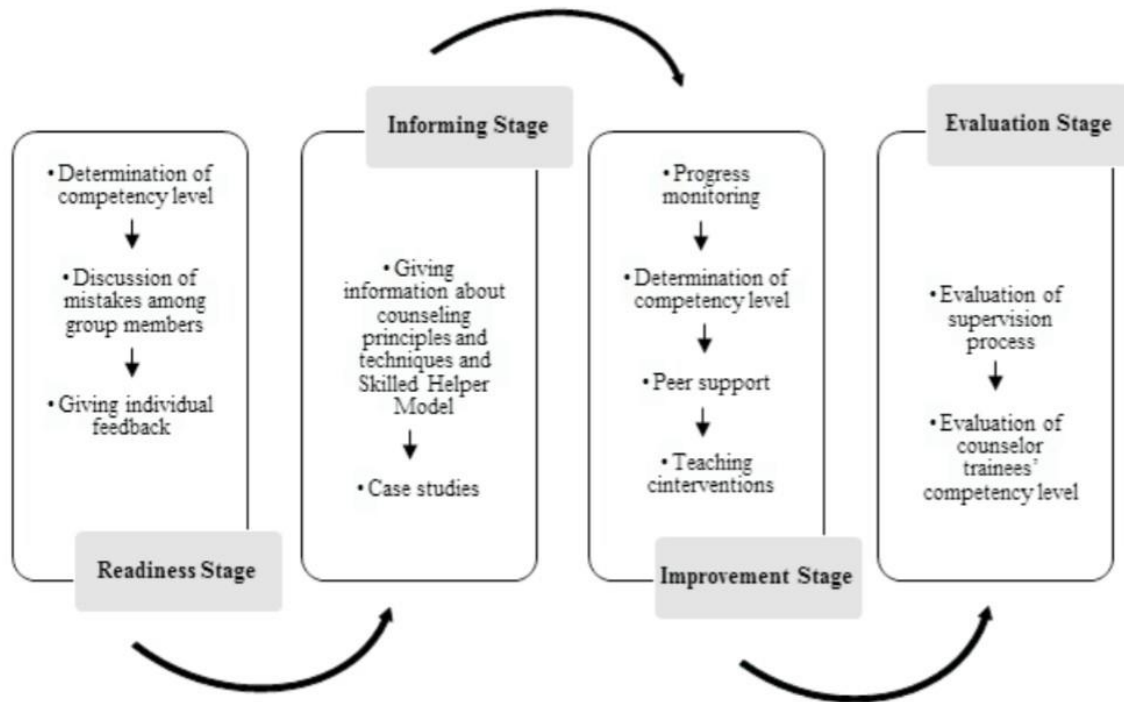 • Determination of
competency level
• Discussion of
mistakes among
group members
• Giving individual
feedback
Readiness Stage
Informing Stage
• Giving
information about
counseling
principles and
techniques and
Skilled Helper
Model
• Case studies
• Progress
monitoring
• Determination of
competency level
• Peer support
• Teaching
cinterventions
Improvement Stage
Evaluation Stage
• Evaluation of
supervision
process
• Evaluation of
counselor
trainees’
competency level